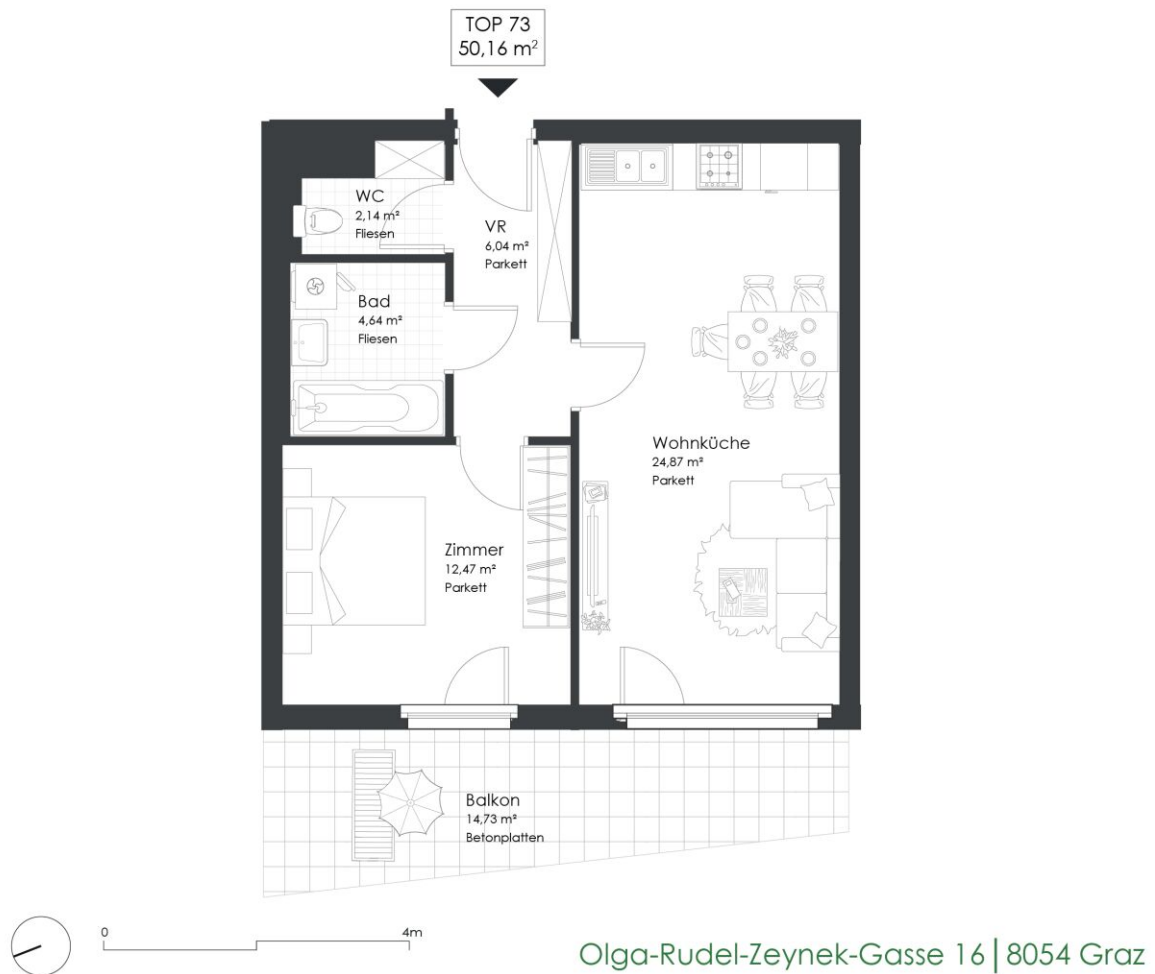 TOP 73
50,16 m²
WC
2,14 m²
Fliesen
VR
6,04 m²
Parkett
Bad
4,64 m²
Fliesen
Wohnküche
24,87 m²
Parkett
Zimmer
12,47 m²
Parkett
Balkon
14,73 m²
Betonplatten
0 4m
Olga-Rudel-Zeynek-Gasse 16 | 8054 Graz